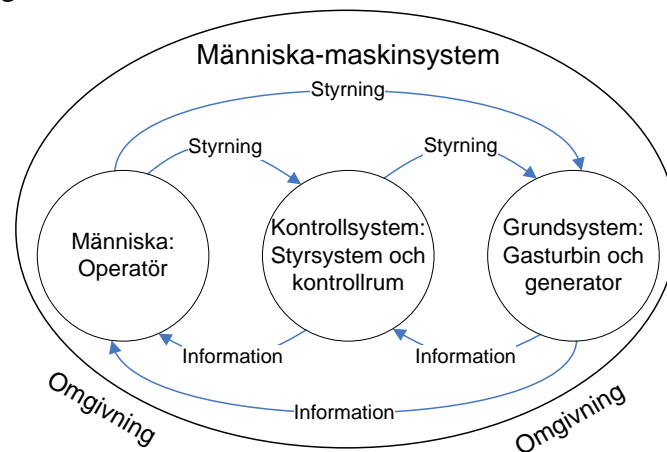 Människa-maskinsystem
Styrning
Styrning
Styrning
Människa:
Operatör
Kontrollsystem:
Styrsystem och
kontrollrum
Grundsystem:
Gasturbin och
generator
Information
Information
Information
Omgivning
Omgivning